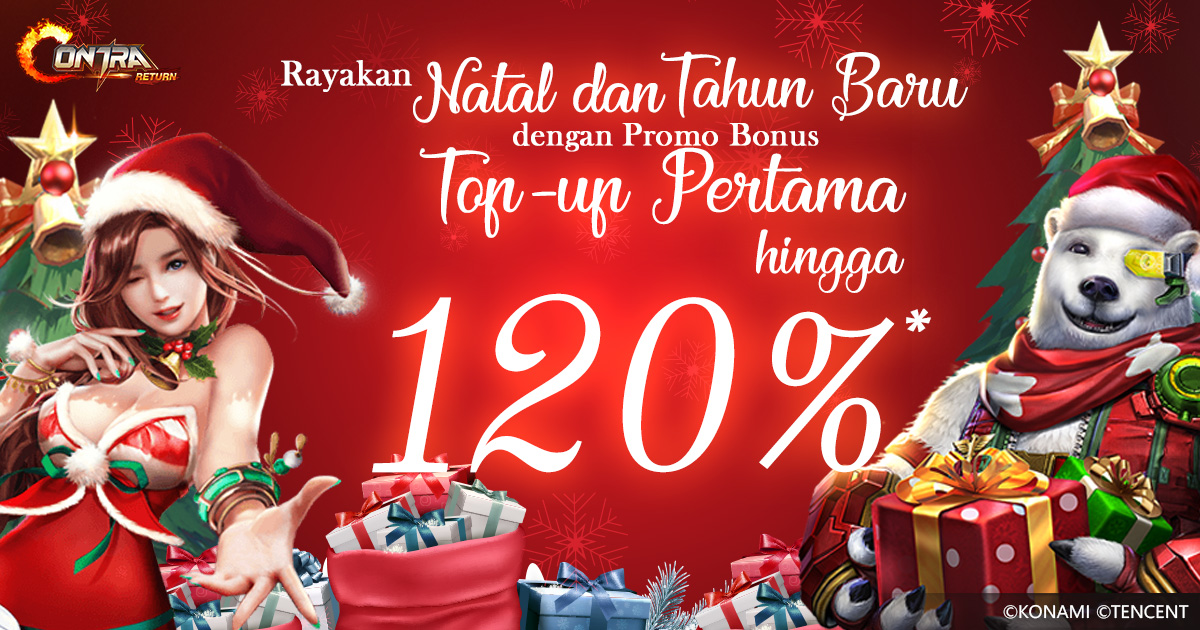 CONTRA
RETURN
Rayakan Natal dan Tahun Baru
dengan Promo Bonus
Top-up Pertama
hingga
120%*
©KONAMI ©TENCENT